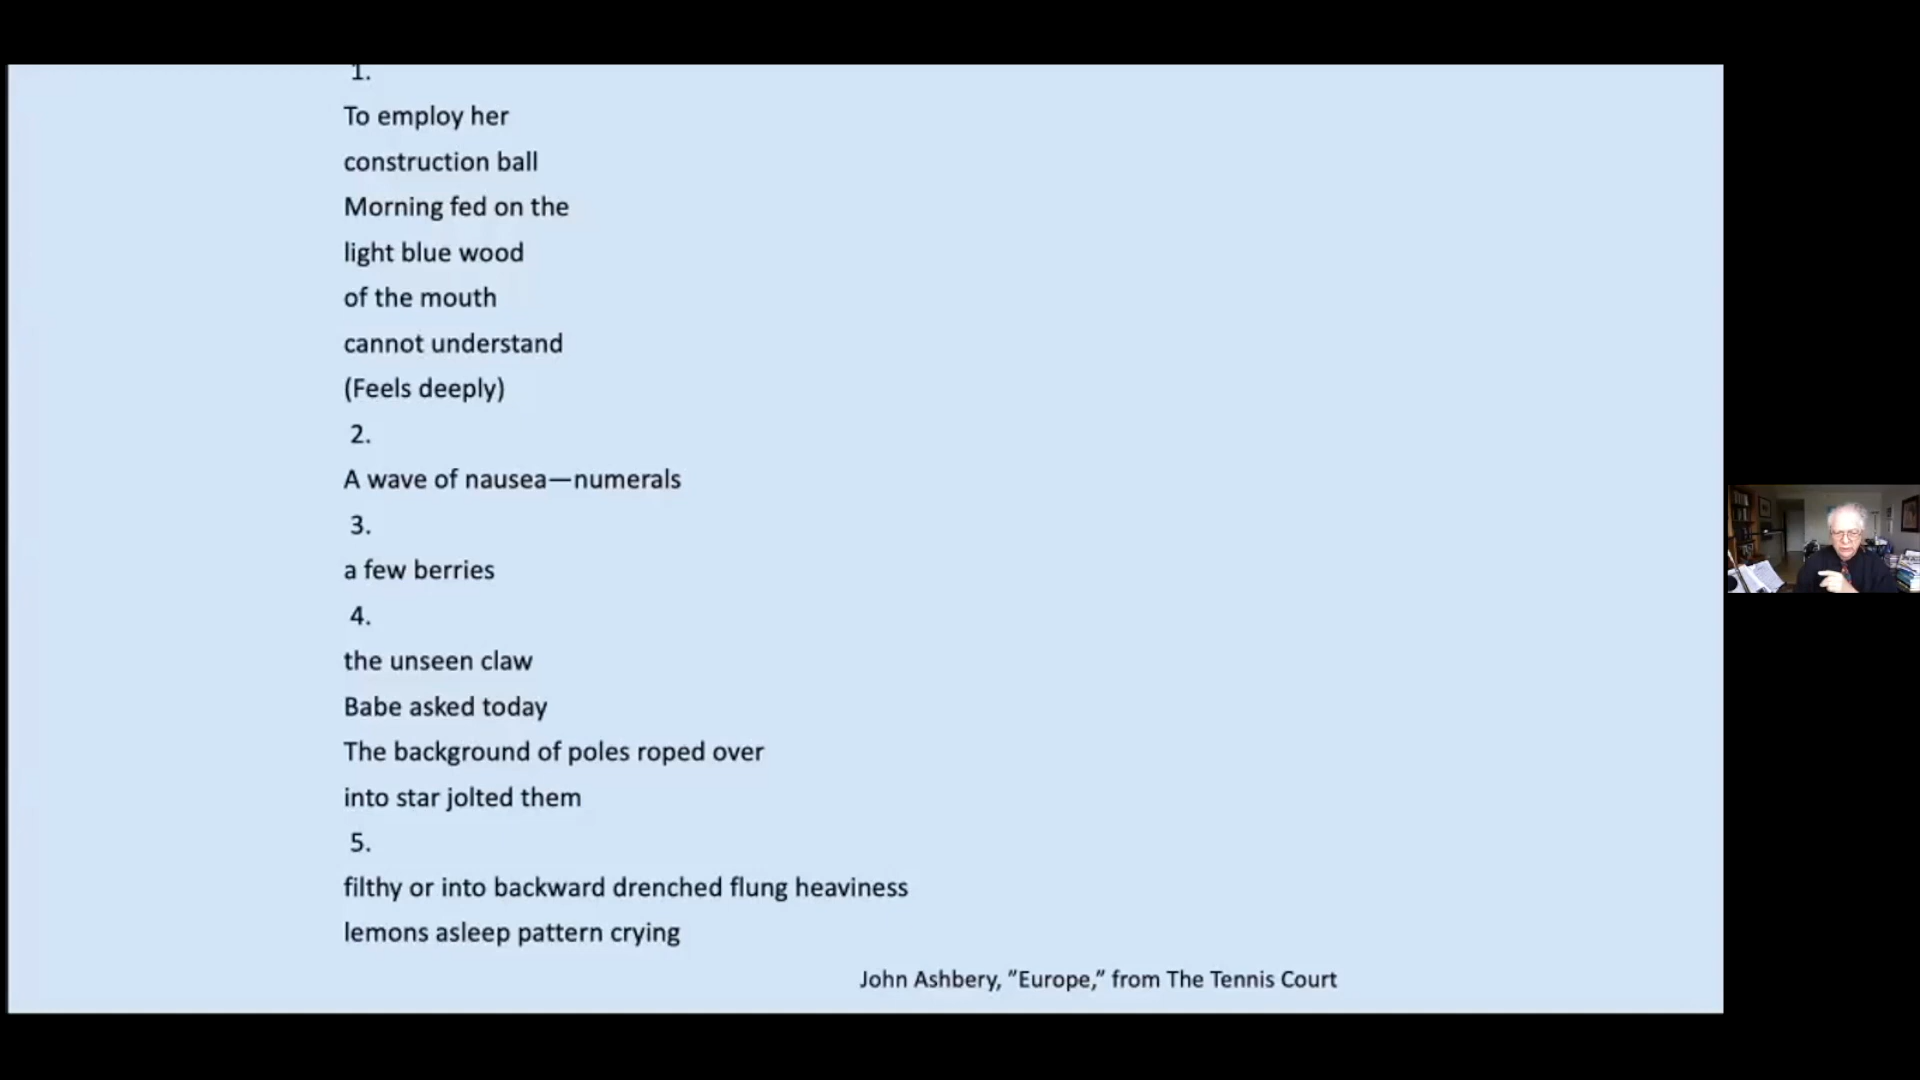 1.
To employ her
construction ball
Morning fed on the
light blue wood
of the mouth
cannot understand
(Feels deeply)
2.
A wave of nausea—numerals
3.
a few berries
4.
the unseen claw
Babe asked today
The background of poles roped over
into star jolted them
5.
filthy or into backward drenched flung heaviness
lemons asleep pattern crying
John Ashbery, ”Europe,” from The Tennis Court